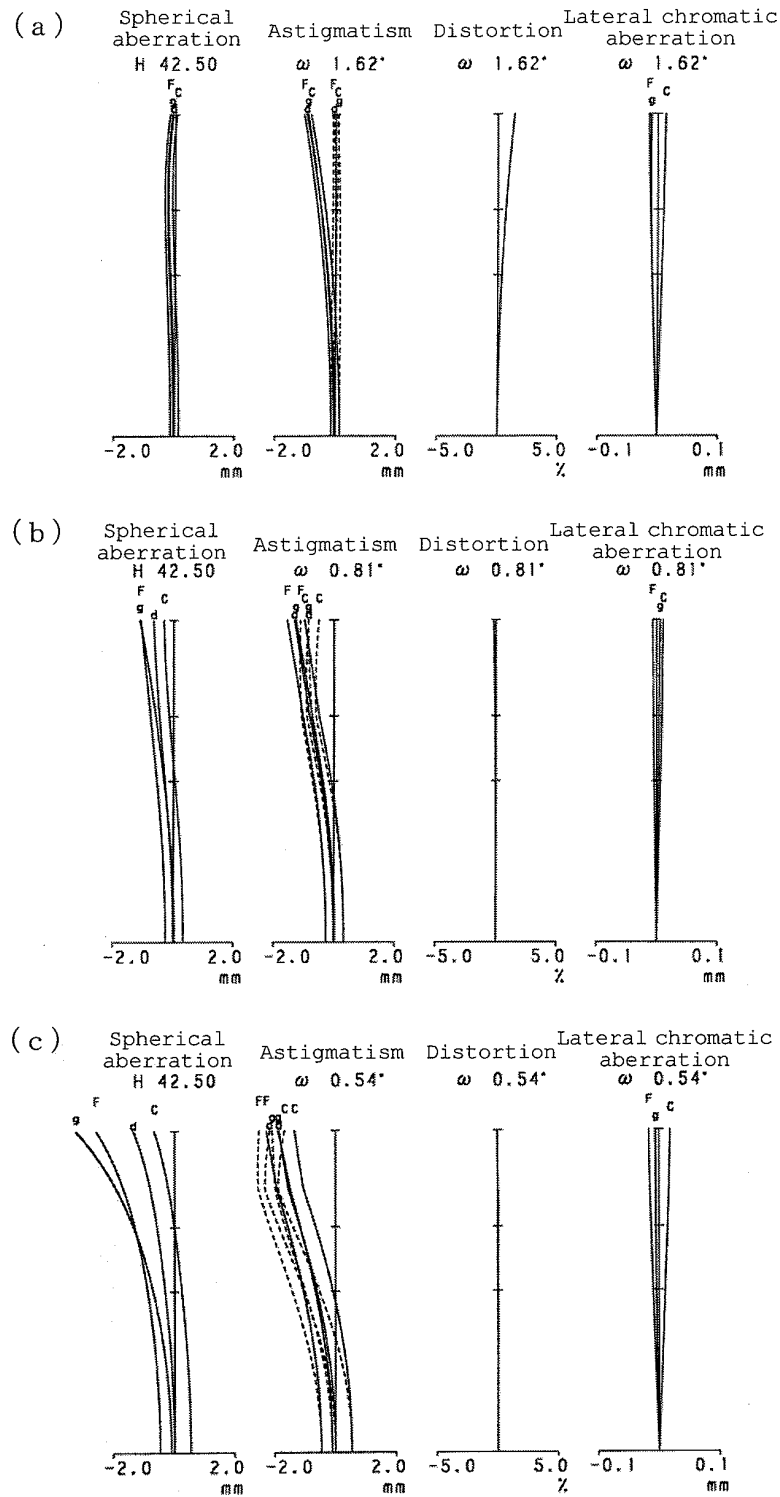 (a)
Spherical
aberration
H 42.50
Astigmatism
ω 1.62°
Distortion
ω 1.62°
Lateral chromatic
aberration
ω 1.62°
F
C
g
d
F
C
g
d
F
C
g
d
F
g
C
-2.0 2.0
mm
-2.0 2.0
mm
-5.0 5.0
%
-0.1 0.1
mm
(b)
Spherical
aberration
H 42.50
Astigmatism
ω 0.81°
Distortion
ω 0.81°
Lateral chromatic
aberration
ω 0.81°
F
g
d
C
F
g
d
F
C
g
d
C
F
C
g
-2.0 2.0
mm
-2.0 2.0
mm
-5.0 5.0
%
-0.1 0.1
mm
(c)
Spherical
aberration
H 42.50
Astigmatism
ω 0.54°
Distortion
ω 0.54°
Lateral chromatic
aberration
ω 0.54°
g
F
d
C
FF
g
d
C C
F
g
C
-2.0 2.0
mm
-2.0 2.0
mm
-5.0 5.0
%
-0.1 0.1
mm